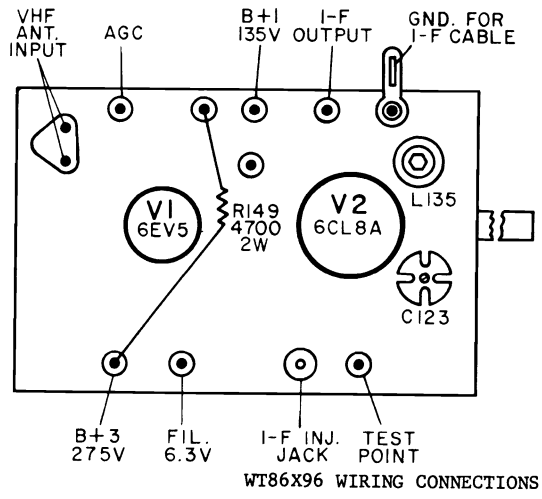 VHF
ANT.
INPUT
AGC
B+1
135V
I-F
OUTPUT
GND. FOR
I-F CABLE
V1
6EV5
R149
4700
2W
V2
6CL8A
L135
C123
B+3
275V
FIL.
6.3V
I-F INJ.
JACK
TEST
POINT
WT86X96 WIRING CONNECTIONS